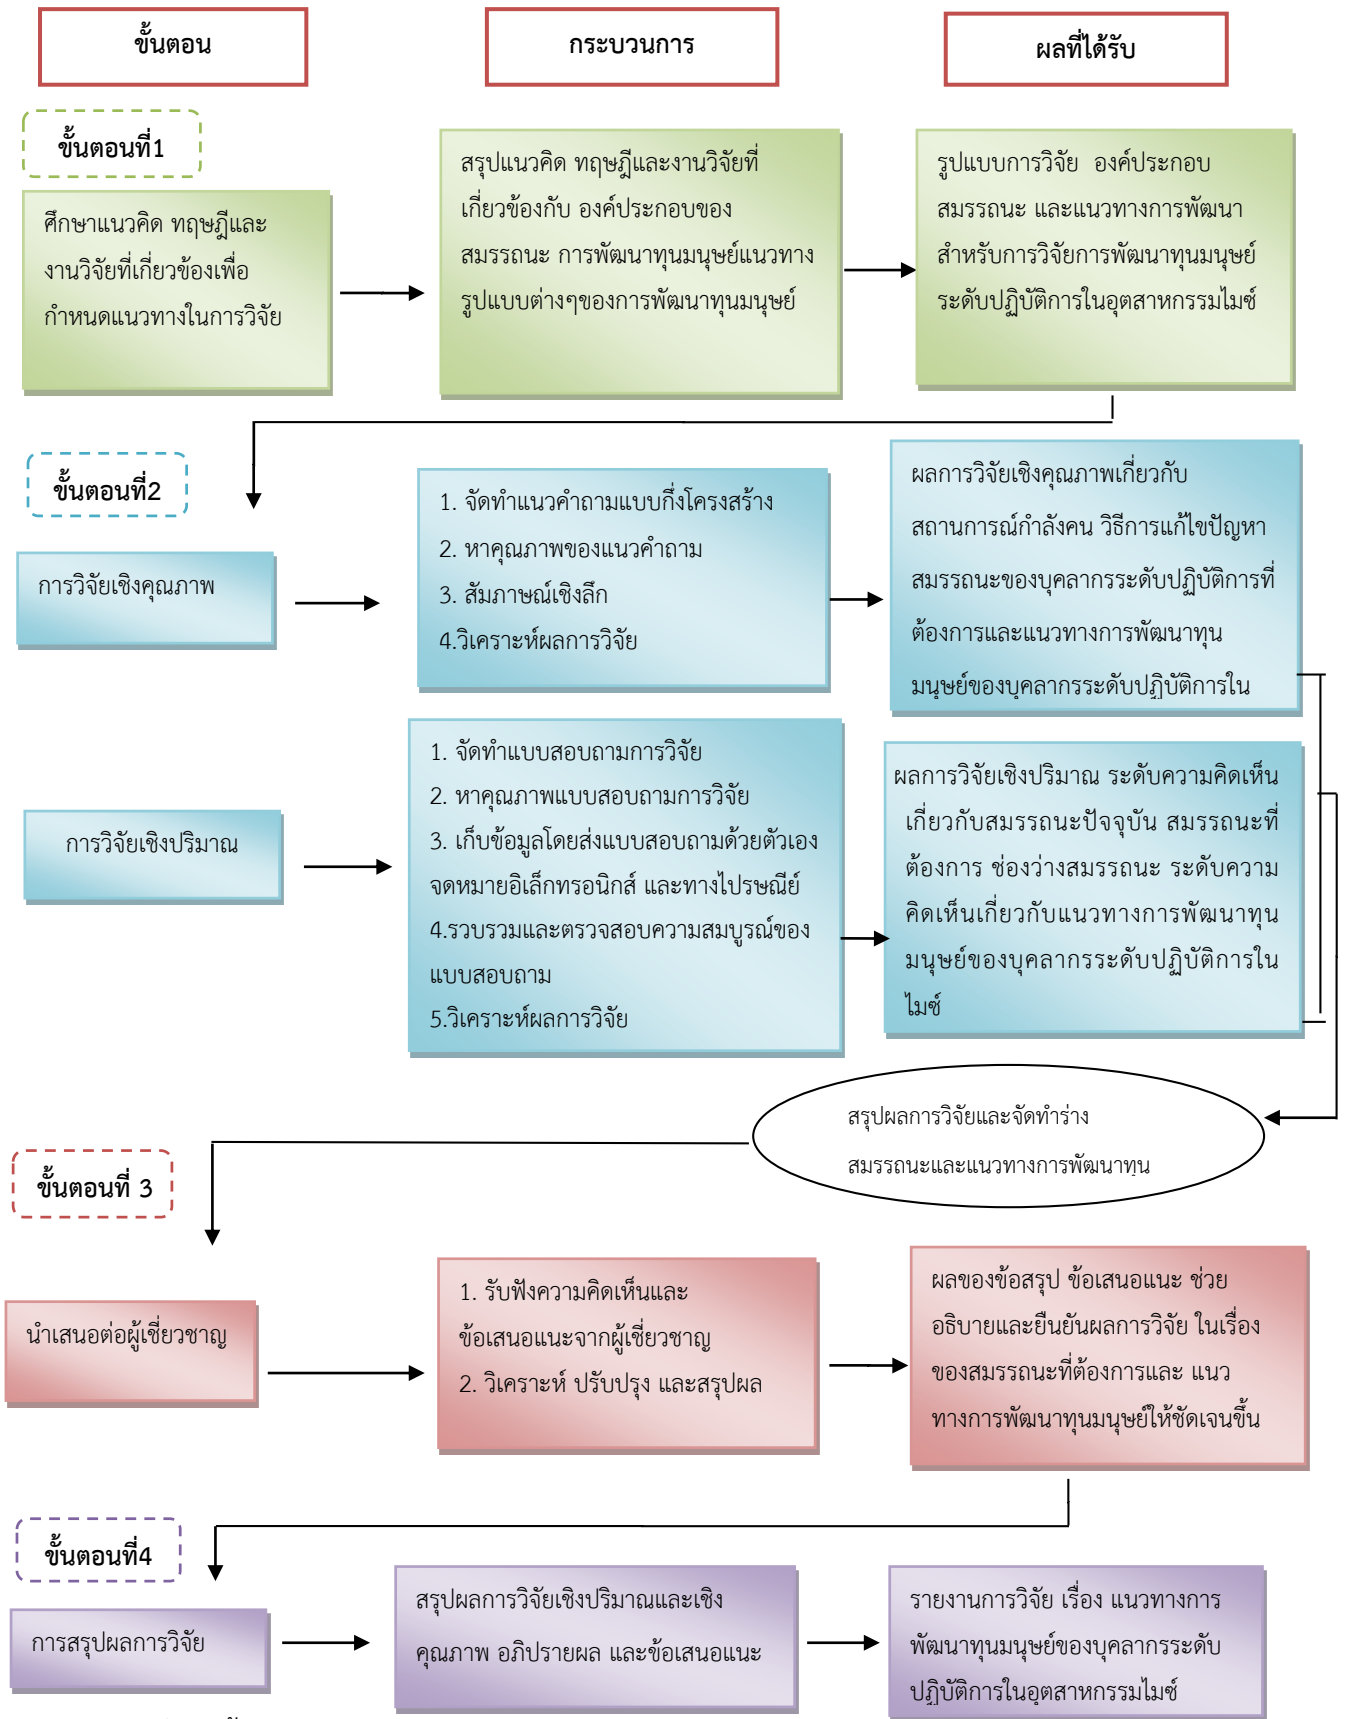 ขั้นตอน
กระบวนการ
ผลที่ได้รับ
ขั้นตอนที่1
ศึกษาแนวคิด ทฤษฎีและ
งานวิจัยที่เกี่ยวข้องเพื่อ
กำหนดแนวทางในการวิจัย
สรุปแนวคิด ทฤษฎีและงานวิจัยที่
เกี่ยวข้องกับ องค์ประกอบของ
สมรรถนะ การพัฒนาทุนมนุษย์แนวทาง
รูปแบบต่างๆของการพัฒนาทุนมนุษย์
รูปแบบการวิจัย องค์ประกอบ
สมรรถนะ และแนวทางการพัฒนา
สำหรับการวิจัยการพัฒนาทุนมนุษย์
ระดับปฏิบัติการในอุตสาหกรรมไมซ์
ขั้นตอนที่2
การวิจัยเชิงคุณภาพ
1. จัดทำแนวคำถามแบบกึ่งโครงสร้าง
2. หาคุณภาพของแนวคำถาม
3. สัมภาษณ์เชิงลึก
4.วิเคราะห์ผลการวิจัย
ผลการวิจัยเชิงคุณภาพเกี่ยวกับ
สถานการณ์กำลังคน วิธีการแก้ไขปัญหา
สมรรถนะของบุคลากรระดับปฏิบัติการที่
ต้องการและแนวทางการพัฒนาทุน
มนุษย์ของบุคลากรระดับปฏิบัติการใน
การวิจัยเชิงปริมาณ
1. จัดทำแบบสอบถามการวิจัย
2. หาคุณภาพแบบสอบถามการวิจัย
3. เก็บข้อมูลโดยส่งแบบสอบถามด้วยตัวเอง
จดหมายอิเล็กทรอนิกส์ และทางไปรษณีย์
4.รวบรวมและตรวจสอบความสมบูรณ์ของ
แบบสอบถาม
5.วิเคราะห์ผลการวิจัย
ผลการวิจัยเชิงปริมาณ ระดับความคิดเห็น
เกี่ยวกับสมรรถนะปัจจุบัน สมรรถนะที่
ต้องการ ช่องว่างสมรรถนะ ระดับความ
คิดเห็นเกี่ยวกับแนวทางการพัฒนาทุน
มนุษย์ของบุคลากรระดับปฏิบัติการใน
ไมซ์
สรุปผลการวิจัยและจัดทำร่าง
สมรรถนะและแนวทางการพัฒนาทุน
ขั้นตอนที่ 3
นำเสนอต่อผู้เชี่ยวชาญ
1. รับฟังความคิดเห็นและ
ข้อเสนอแนะจากผู้เชี่ยวชาญ
2. วิเคราะห์ ปรับปรุง และสรุปผล
ผลของข้อสรุป ข้อเสนอแนะ ช่วย
อธิบายและยืนยันผลการวิจัย ในเรื่อง
ของสมรรถนะที่ต้องการและ แนว
ทางการพัฒนาทุนมนุษย์ให้ชัดเจนขึ้น
ขั้นตอนที่4
การสรุปผลการวิจัย
สรุปผลการวิจัยเชิงปริมาณและเชิง
คุณภาพ อภิปรายผล และข้อเสนอแนะ
รายงานการวิจัย เรื่อง แนวทางการ
พัฒนาทุนมนุษย์ของบุคลากรระดับ
ปฏิบัติการในอุตสาหกรรมไมซ์